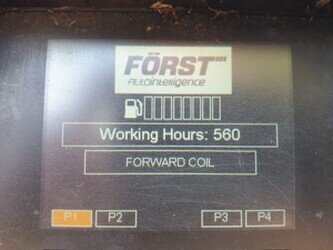 FÖRST
Autointelligence
Working Hours: 560
FORWARD COIL
P1 P2 P3 P4